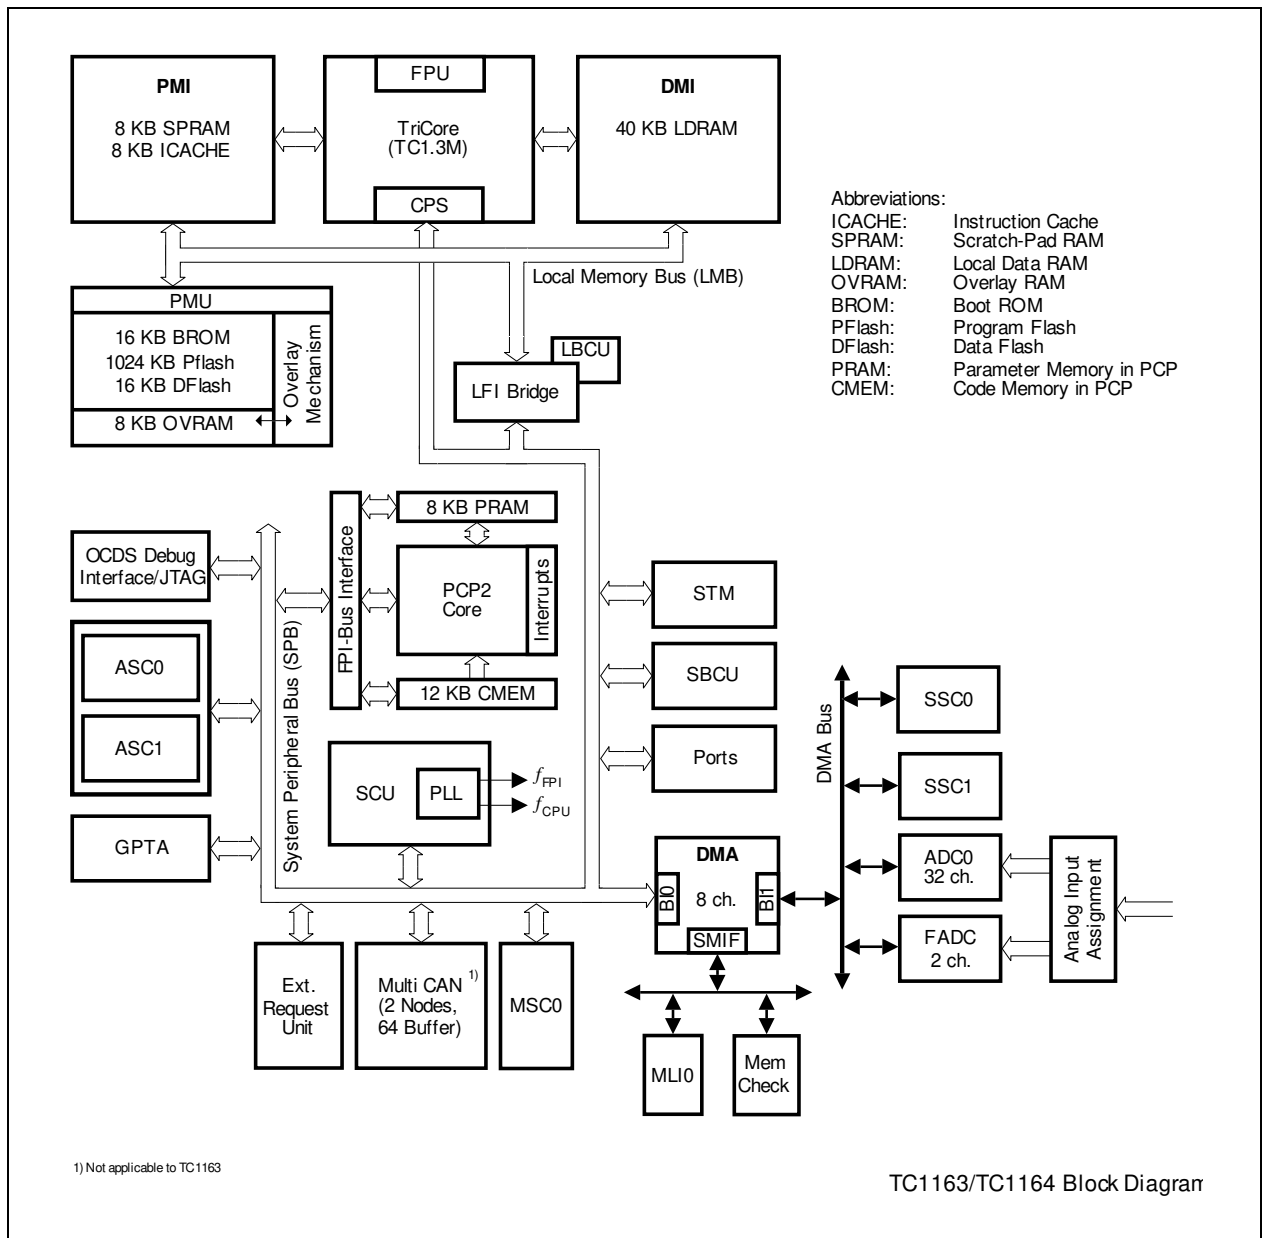 FPU
PMI
DMI
8 KB SPRAM
8 KB ICACHE
TriCore
(TC1.3M)
40 KB LDRAM
CPS
Abbreviations:
ICACHE: Instruction Cache
SPRAM: Scratch-Pad RAM
LDRAM: Local Data RAM
OVRAM: Overlay RAM
BROM: Boot ROM
PFlash: Program Flash
DFlash: Data Flash
PRAM: Parameter Memory in PCP
CMEM: Code Memory in PCP
Local Memory Bus (LMB)
PMU
16 KB BROM
1024 KB Pflash
16 KB DFlash
8 KB OVRAM
Overlay
Mechanism
LBCU
LFI Bridge
8 KB PRAM
FPI-Bus Interface
PCP2
Core
Interrupts
12 KB CMEM
OCDS Debug
Interface/JTAG
ASC0
ASC1
GPTA
System Peripheral Bus (SPB)
SCU
PLL
fFPI
fCPU
STM
SBCU
Ports
DMA
BI0
8 ch.
BI1
SMIF
DMA Bus
SSC0
SSC1
ADC0
32 ch.
FADC
2 ch.
Analog Input
Assignment
Ext.
Request
Unit
Multi CAN 1)
(2 Nodes,
64 Buffer)
MSC0
MLI0
Mem
Check
1) Not applicable to TC1163
TC1163/TC1164 Block Diagram